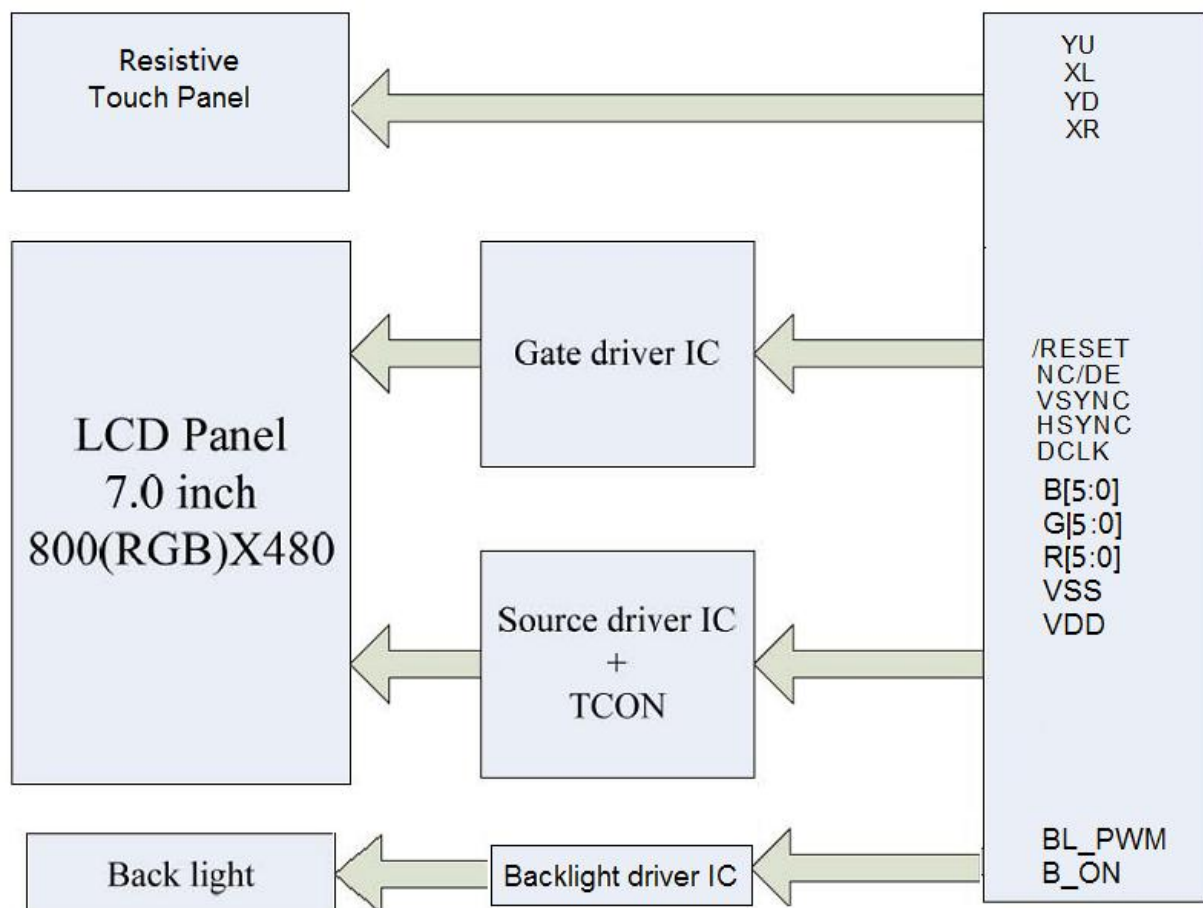 Resistive
Touch Panel
YU
XL
YD
XR
LCD Panel
7.0 inch
800(RGB)X480
Gate driver IC
/RESET
NC/DE
VSYNC
HSYNC
DCLK
B[5:0]
G|5:0]
R[5:0]
VSS
VDD
Source driver IC
+
TCON
Back light
Backlight driver IC
BL_PWM
B_ON